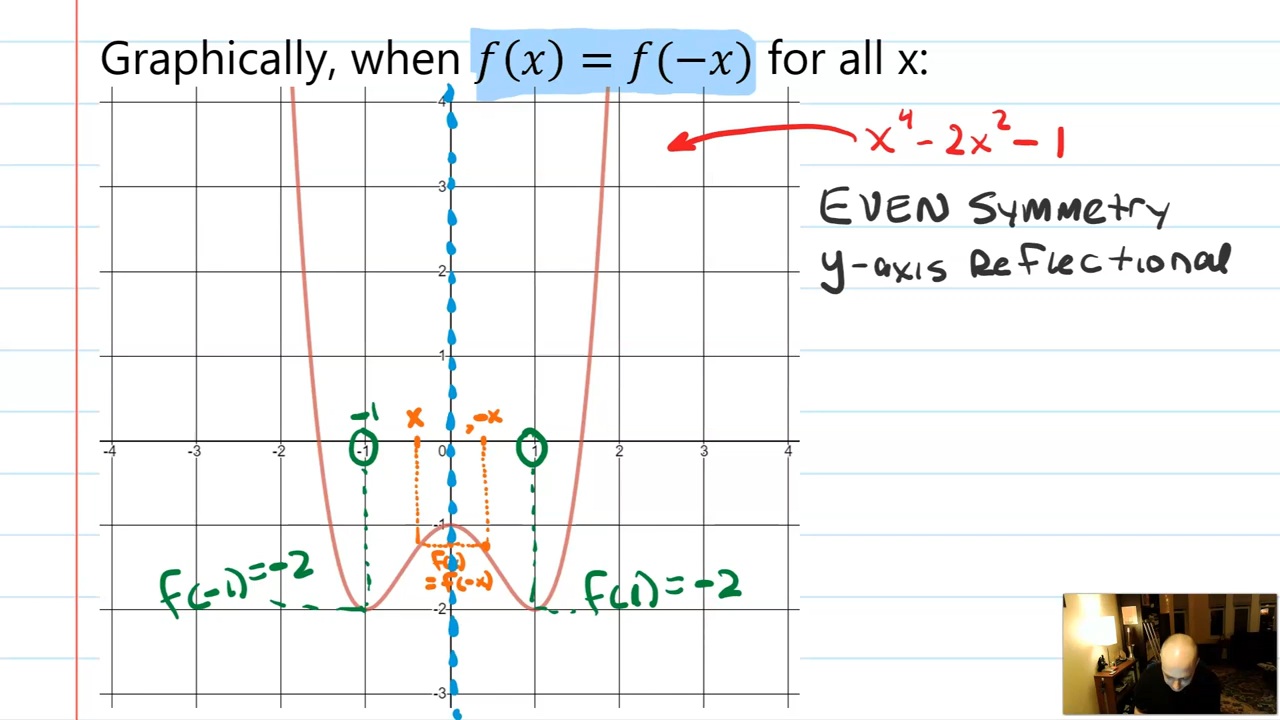 Graphically, when f(x) = f(−x) for all x:
x⁴ - 2x² - 1
EVEN Symmetry
y-axis Reflectional
4
3
2
1
-1 x , -x
-4 -3 -2 -1 0 1 2 3 4
-1
f(x)
= f(-x)
f(-1) = -2
f(1) = -2
-2
-3